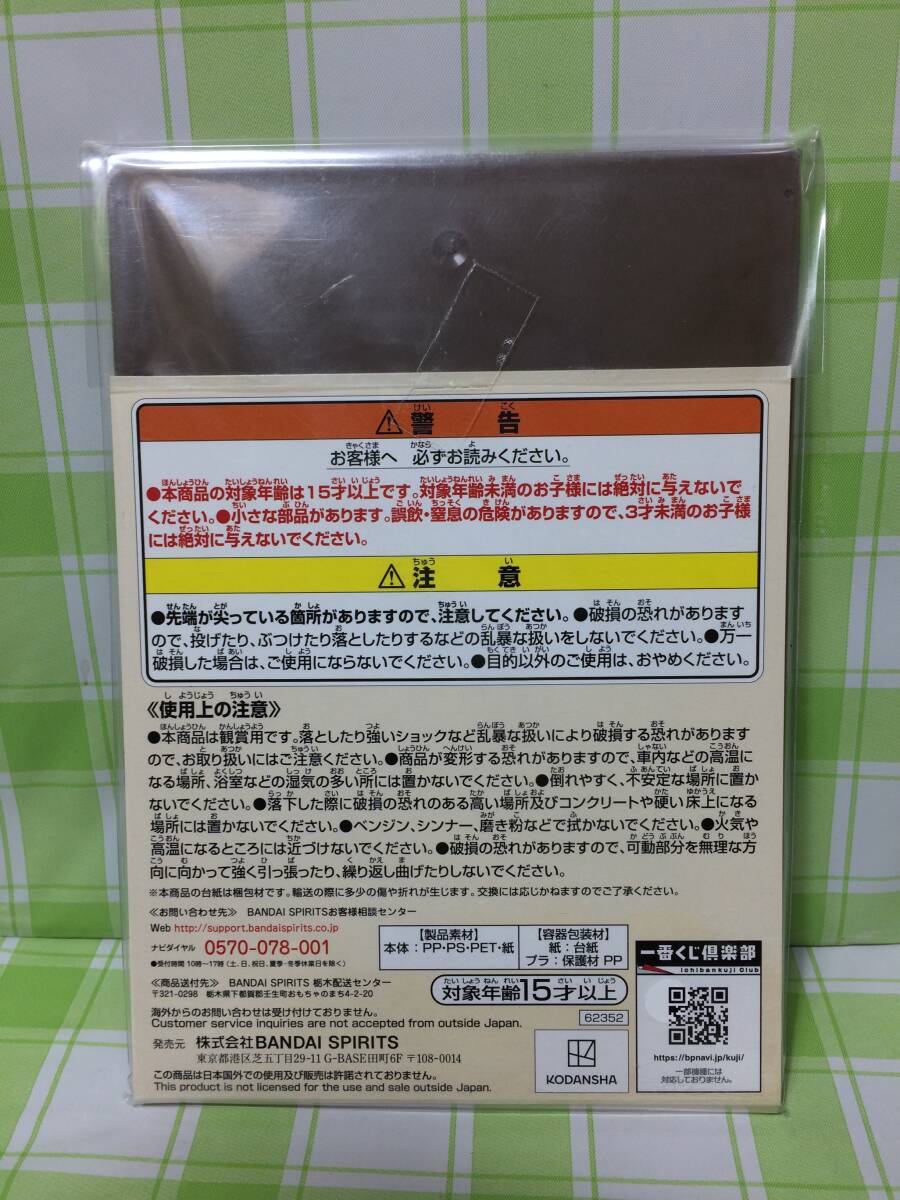 ⚠警告
お客様へ 必ずお読みください。
●本商品の対象年齢は15才以上です。対象年齢未満のお子様には絶対に与えないで
ください。●小さな部品があります。誤飲・窒息の危険がありますので、3才未満のお子様
には絶対に与えないでください。
⚠注意
●先端が尖っている箇所がありますので、注意してください。●破損の恐れがあります
ので、投げたり、ぶつけたり落としたりするなどの乱暴な扱いをしないでください。●万一
破損した場合は、ご使用にならないでください。●目的以外のご使用は、おやめください。
《使用上の注意》
●本商品は観賞用です。落としたり強いショックなど乱暴な扱いにより破損する恐れがあります
ので、お取り扱いにはご注意ください。●商品が変形する恐れがありますので、車内などの高温に
なる場所、浴室などの湿気の多い所には置かないでください。●倒れやすく、不安定な場所に置か
ないでください。●落下した際に破損の恐れのある高い場所及びコンクリートや硬い床上になる
場所には置かないでください。●ベンジン、シンナー、磨き粉などで拭かないでください。●火気や
高温になるところには近づけないでください。●破損の恐れがありますので、可動部分を無理な方
向に向かって強く引っ張ったり、繰り返し曲げたりしないでください。
※本商品の台紙は梱包材です。輸送の際に多少の傷や折れが生じます。交換には応じかねますのでご了承ください。
≪お問い合わせ先≫ BANDAI SPIRITSお客様相談センター
Web http://support.bandaispirits.co.jp
ナビダイヤル 0570-078-001
●受付時間 10時〜17時(土、日、祝日、夏季・冬季休業日を除く)
≪商品送付先≫ BANDAI SPIRITS 栃木配送センター
〒321-0298 栃木県下都賀郡壬生町おもちゃのまち4-2-20
海外からのお問い合わせは受け付けておりません。
Customer service inquiries are not accepted from outside Japan.
発売元 株式会社BANDAI SPIRITS
東京都港区芝五丁目29-11 G-BASE田町6F 〒108-0014
この商品は日本国外での使用及び販売は許諾されておりません。
This product is not licensed for the use and sale outside Japan.
【製品素材】
本体：PP・PS・PET・紙
【容器包装材】
紙：台紙
プラ：保護材 PP
対象年齢15才以上
62352
KODANSHA
一番くじ倶楽部
ichibankuji Club
https://bpnavi.jp/kuji/
一部機種には
対応しておりません。